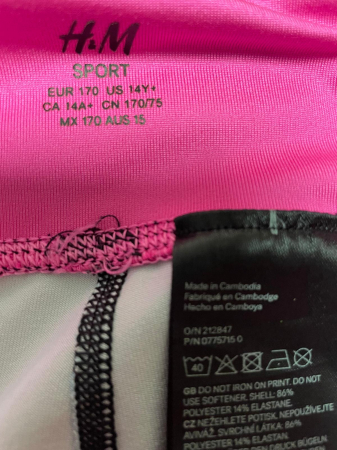 H&M
SPORT
EUR 170 US 14Y+
CA 14A+ CN 170/75
MX 170 AUS 15
Made in Cambodia
Fabriqué en Cambodge
Hecho en Camboya
O/N 212847
P/N 0775715 0
40
GB DO NOT IRON ON PRINT. DO NOT
USE SOFTENER. SHELL: 86%
POLYESTER 14% ELASTANE.
CZ NEŽEHLETE POTISK. NEPOUŽÍVEJTE
AVIVÁŽ. SVRCHNÍ LÁTKA: 86%
POLYESTER 14% ELASTAN.